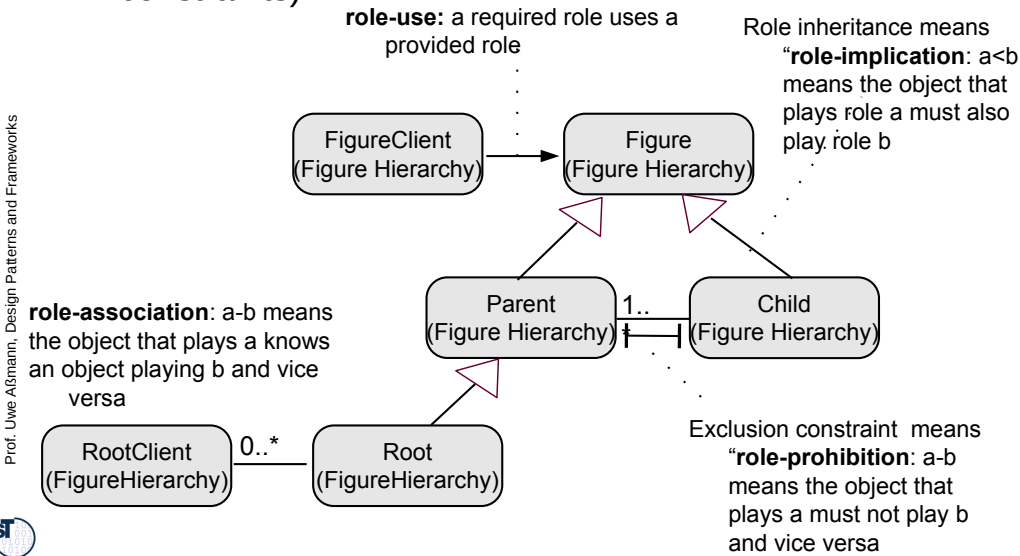 role-use: a required role uses a
provided role
Role inheritance means
“role-implication: a<b
means the object that
plays role a must also
play role b
FigureClient
(Figure Hierarchy)
Figure
(Figure Hierarchy)
Prof. Uwe Aßmann, Design Patterns and Frameworks
role-association: a-b means
the object that plays a knows
an object playing b and vice
versa
Parent
(Figure Hierarchy)
1..
*
Child
(Figure Hierarchy)
RootClient
(FigureHierarchy)
0..*
Root
(FigureHierarchy)
Exclusion constraint means
“role-prohibition: a-b
means the object that
plays a must not play b
and vice versa